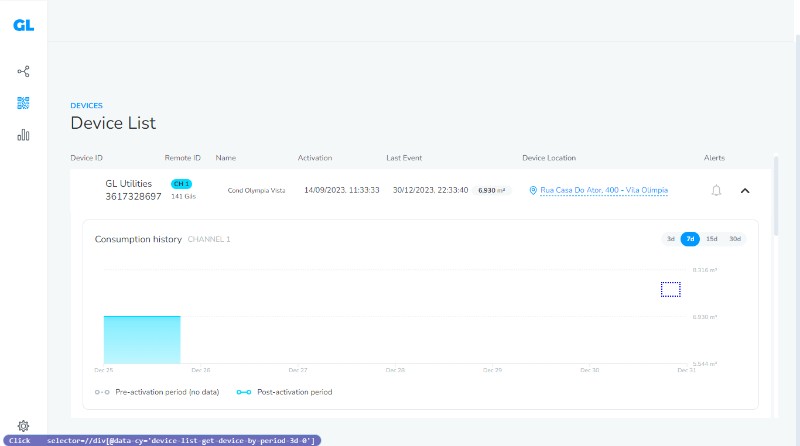 GL
DEVICES
Device List
Device ID Remote ID Name Activation Last Event Device Location Alerts
GL Utilities CH 1
3617328697 141 Gás Cond Olympia Vista 14/09/2023, 11:33:33 30/12/2023, 22:33:40 6.930 m³ Rua Casa Do Ator, 400 - Vila Olímpia
Consumption history CHANNEL 1 3d 7d 15d 30d
8,316 m³
6,930 m³
5,544 m³
Dec 25 Dec 26 Dec 27 Dec 28 Dec 29 Dec 30 Dec 31
Pre-activation period (no data) Post-activation period
Click selector=//div[@data-cy='device-list-get-device-by-period-3d-0']